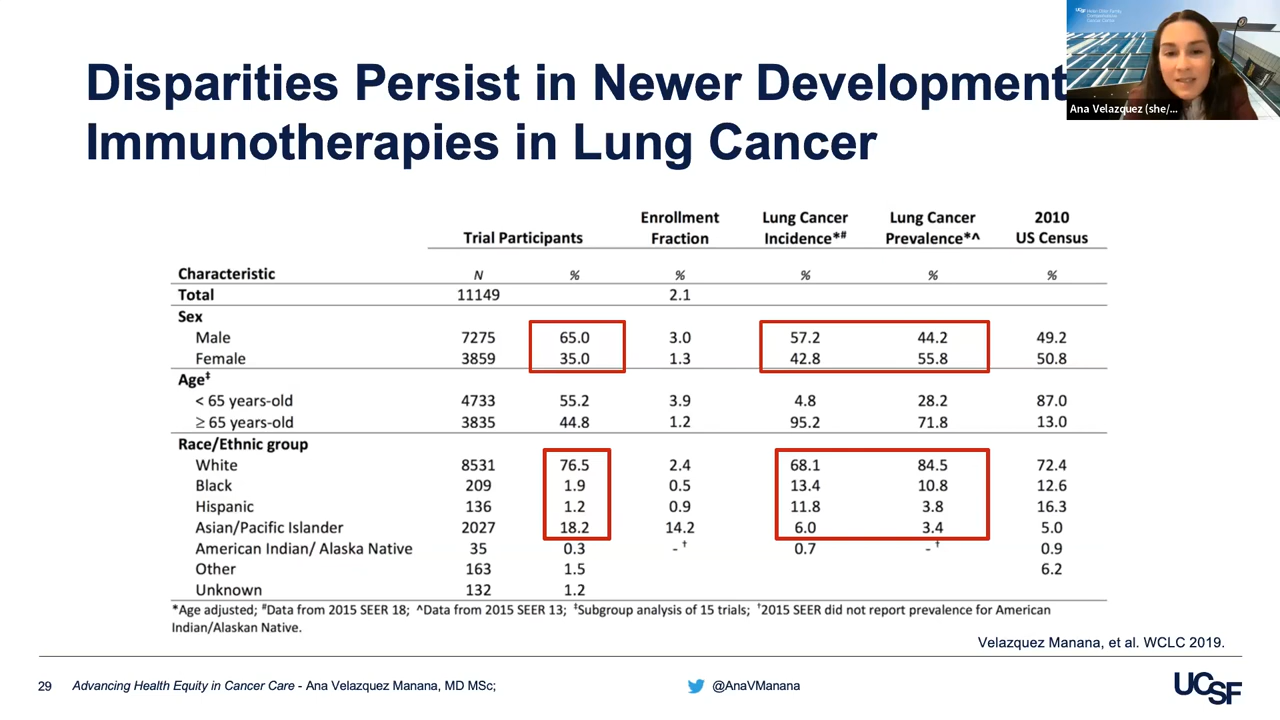 Disparities Persist in Newer Development
Immunotherapies in Lung Cancer
UCSF
Ana Velazquez (she/...
Trial Participants Enrollment Fraction Lung Cancer Incidence*# Lung Cancer Prevalence*^ 2010 US Census
Characteristic N % % % % %
Total 11149 2.1
Sex
Male 7275 65.0 3.0 57.2 44.2 49.2
Female 3859 35.0 1.3 42.8 55.8 50.8
Age‡
< 65 years-old 4733 55.2 3.9 4.8 28.2 87.0
≥ 65 years-old 3835 44.8 1.2 95.2 71.8 13.0
Race/Ethnic group
White 8531 76.5 2.4 68.1 84.5 72.4
Black 209 1.9 0.5 13.4 10.8 12.6
Hispanic 136 1.2 0.9 11.8 3.8 16.3
Asian/Pacific Islander 2027 18.2 14.2 6.0 3.4 5.0
American Indian/ Alaska Native 35 0.3 - † 0.7 - † 0.9
Other 163 1.5 6.2
Unknown 132 1.2
*Age adjusted; #Data from 2015 SEER 18; ^Data from 2015 SEER 13; ‡Subgroup analysis of 15 trials; †2015 SEER did not report prevalence for American
Indian/Alaskan Native.
Velazquez Manana, et al. WCLC 2019.
29 Advancing Health Equity in Cancer Care - Ana Velazquez Manana, MD MSc; @AnaVManana UCSF